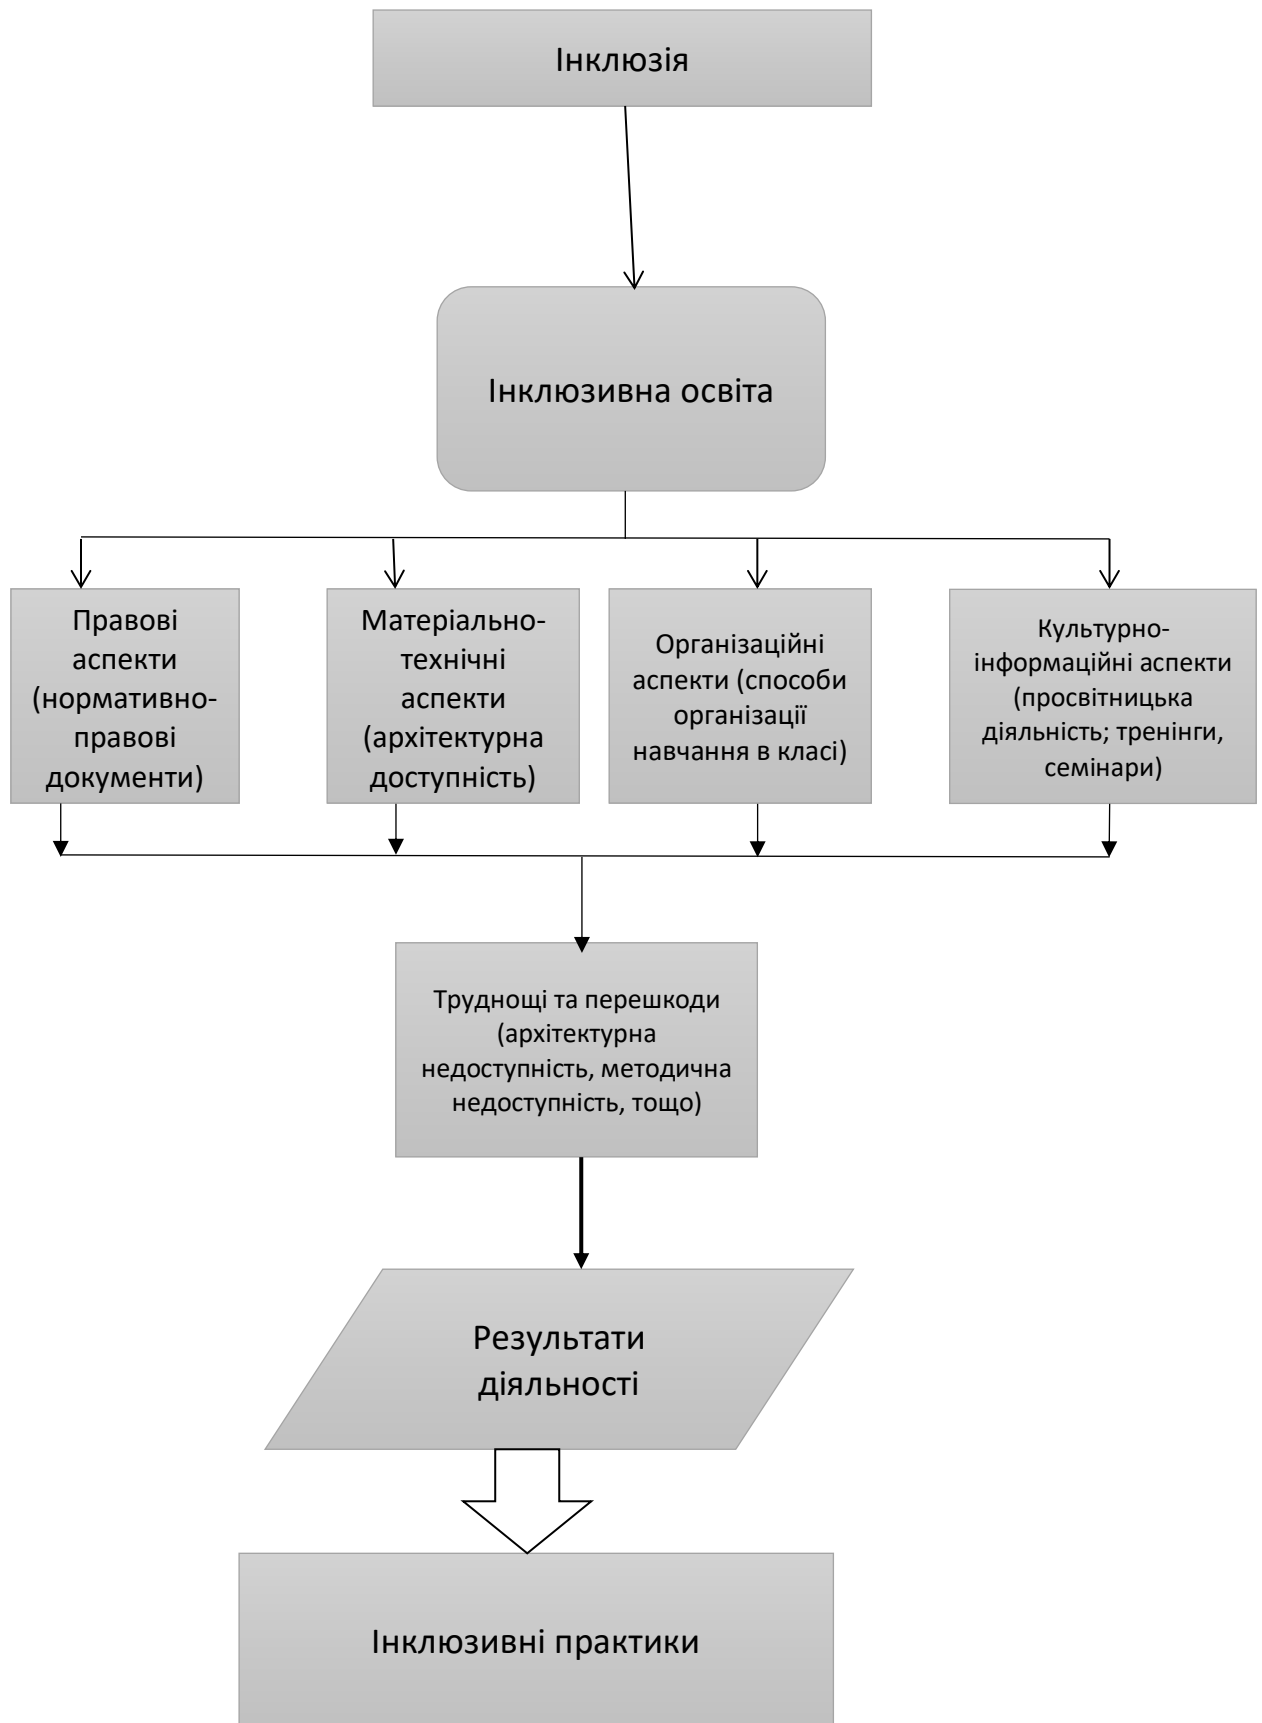 Інклюзія
Інклюзивна освіта
Правові
аспекти
(нормативно-
правові
документи)
Матеріально-
технічні
аспекти
(архітектурна
доступність)
Організаційні
аспекти (способи
організації
навчання в класі)
Культурно-
інформаційні аспекти
(просвітницька
діяльність; тренінги,
семінари)
Труднощі та перешкоди
(архітектурна
недоступність, методична
недоступність, тощо)
Результати
діяльності
Інклюзивні практики